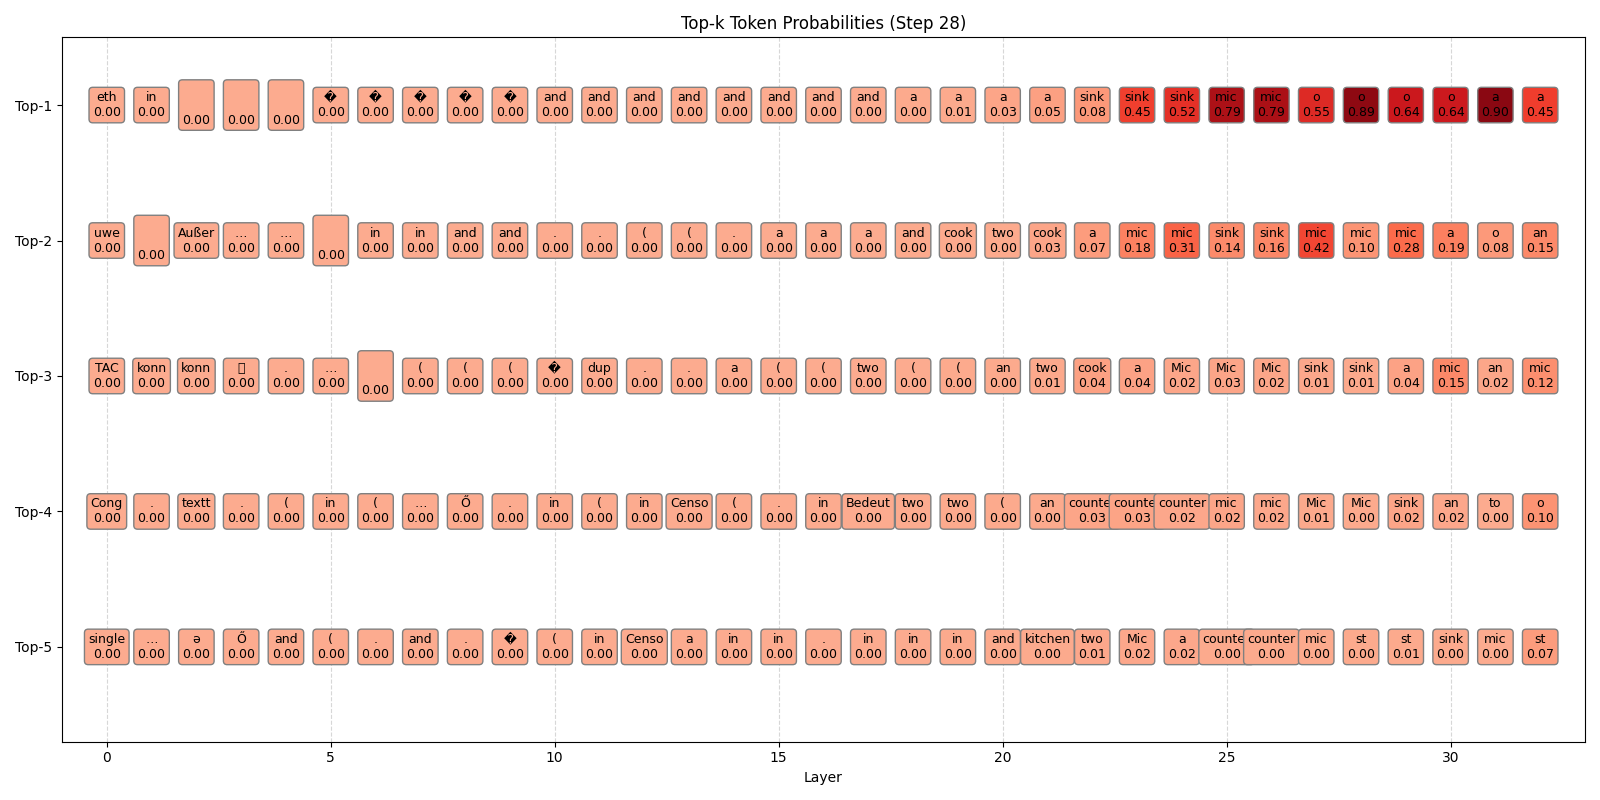 Top-k Token Probabilities (Step 28)
eth in � � � � � and and and and and and and and a a a a sink sink sink mic mic o o o o a a
Top-1 0.00 0.00 0.00 0.00 0.00 0.00 0.00 0.00 0.00 0.00 0.00 0.00 0.00 0.00 0.00 0.00 0.00 0.00 0.00 0.01 0.03 0.05 0.08 0.45 0.52 0.79 0.79 0.55 0.89 0.64 0.64 0.90 0.45
uwe Außer ... ... in in and and . . ( ( . a a a and cook two cook a mic mic sink sink mic mic mic a o an
Top-2 0.00 0.00 0.00 0.00 0.00 0.00 0.00 0.00 0.00 0.00 0.00 0.00 0.00 0.00 0.00 0.00 0.00 0.00 0.00 0.00 0.00 0.03 0.07 0.18 0.31 0.14 0.16 0.42 0.10 0.28 0.19 0.08 0.15
TAC konn konn . ... ( ( ( � dup . . a ( ( two ( ( an two cook a Mic Mic Mic sink sink a mic an mic
Top-3 0.00 0.00 0.00 0.00 0.00 0.00 0.00 0.00 0.00 0.00 0.00 0.00 0.00 0.00 0.00 0.00 0.00 0.00 0.00 0.00 0.00 0.01 0.04 0.04 0.02 0.03 0.02 0.01 0.01 0.04 0.15 0.02 0.12
Cong . textt . ( in ( ... Ő . in ( in Censo ( . in Bedeut two two ( an counte counte counter mic mic Mic Mic sink an to o
Top-4 0.00 0.00 0.00 0.00 0.00 0.00 0.00 0.00 0.00 0.00 0.00 0.00 0.00 0.00 0.00 0.00 0.00 0.00 0.00 0.00 0.00 0.00 0.03 0.03 0.02 0.02 0.02 0.01 0.00 0.02 0.02 0.00 0.10
single ... ə Ő and ( . and . � ( in Censo a in in . in in in and kitchen two Mic a counte counter mic st st sink mic st
Top-5 0.00 0.00 0.00 0.00 0.00 0.00 0.00 0.00 0.00 0.00 0.00 0.00 0.00 0.00 0.00 0.00 0.00 0.00 0.00 0.00 0.00 0.00 0.01 0.02 0.02 0.00 0.00 0.00 0.00 0.01 0.00 0.00 0.07
0 5 10 15 20 25 30
Layer